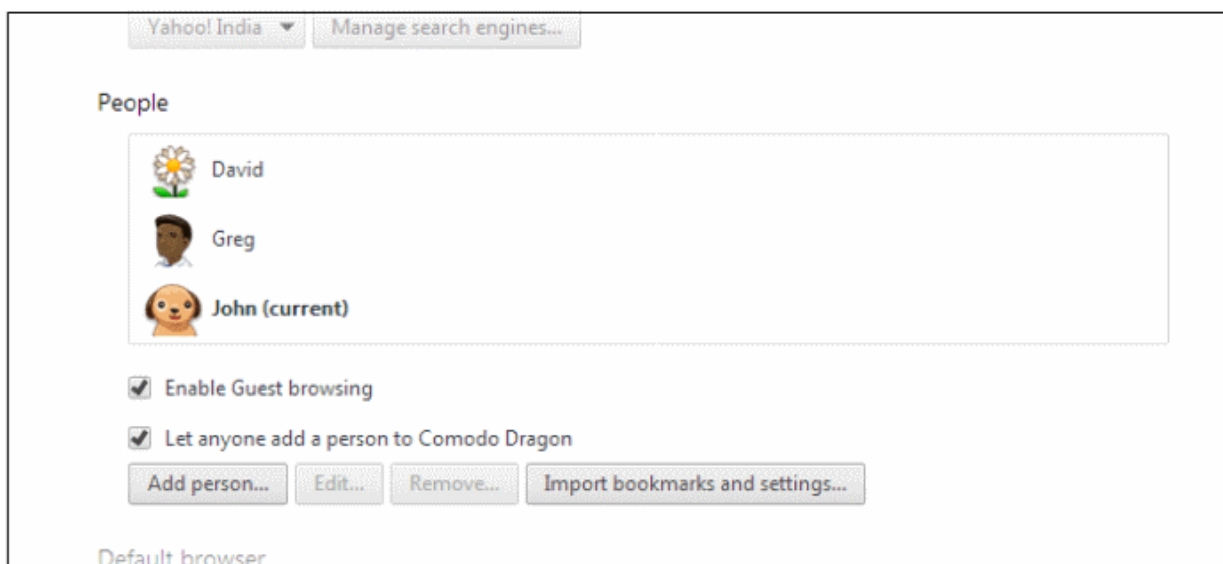 Yahoo! India Manage search engines...
People
David
Greg
John (current)
Enable Guest browsing
Let anyone add a person to Comodo Dragon
Add person... Edit... Remove... Import bookmarks and settings...
Default browser